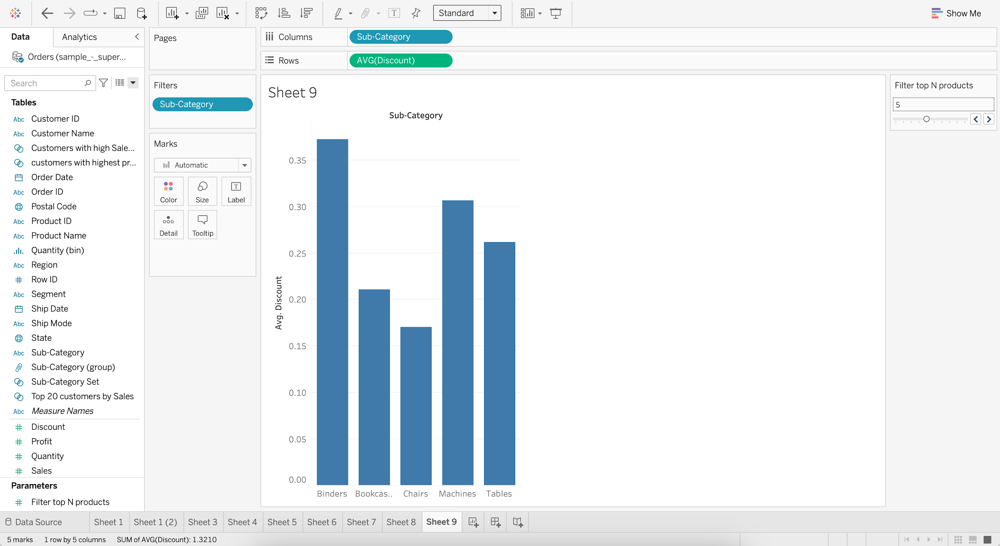 Standard
Show Me
Data
Analytics
Orders (sample_-_super...
Search
Tables
Abc Customer ID
Abc Customer Name
Customers with high Sale...
customers with highest pr...
Order Date
Abc Order ID
Postal Code
Abc Product ID
Abc Product Name
Quantity (bin)
Abc Region
Row ID
Abc Segment
Ship Date
Abc Ship Mode
State
Abc Sub-Category
Sub-Category (group)
Sub-Category Set
Top 20 customers by Sales
Abc Measure Names
Discount
Profit
Quantity
Sales
Parameters
Filter top N products
Pages
Filters
Sub-Category
Marks
Automatic
Color Size Label
Detail Tooltip
Columns Sub-Category
Rows AVG(Discount)
Sheet 9
Sub-Category
Avg. Discount
0.35
0.30
0.25
0.20
0.15
0.10
0.05
0.00
Binders Bookcas.. Chairs Machines Tables
Filter top N products
5
Data Source Sheet 1 Sheet 1 (2) Sheet 3 Sheet 4 Sheet 5 Sheet 6 Sheet 7 Sheet 8 Sheet 9
5 marks 1 row by 5 columns SUM of AVG(Discount): 1.3210